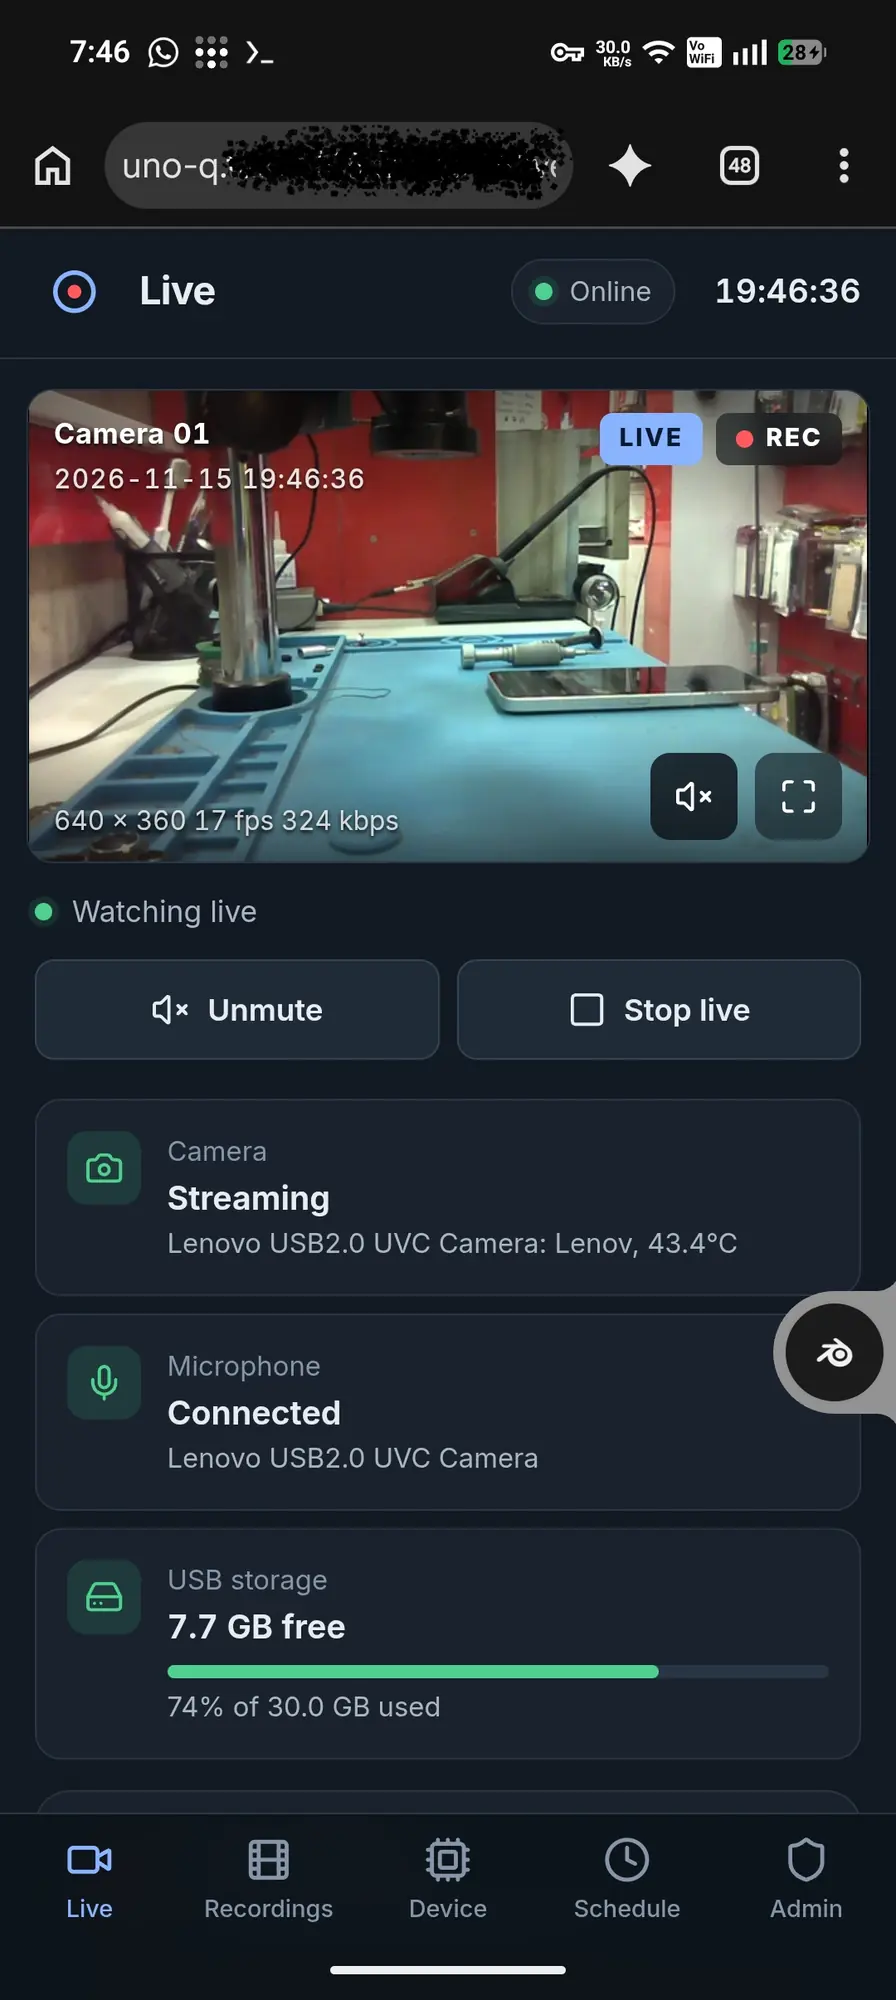 7:46
30.0
KB/s
Vo
WiFi
28
uno-q.
48
Live
Online
19:46:36
Camera 01
LIVE
REC
2026-11-15 19:46:36
640 × 360 17 fps 324 kbps
Watching live
Unmute
Stop live
Camera
Streaming
Lenovo USB2.0 UVC Camera: Lenov, 43.4°C
Microphone
Connected
Lenovo USB2.0 UVC Camera
USB storage
7.7 GB free
74% of 30.0 GB used
Live
Recordings
Device
Schedule
Admin